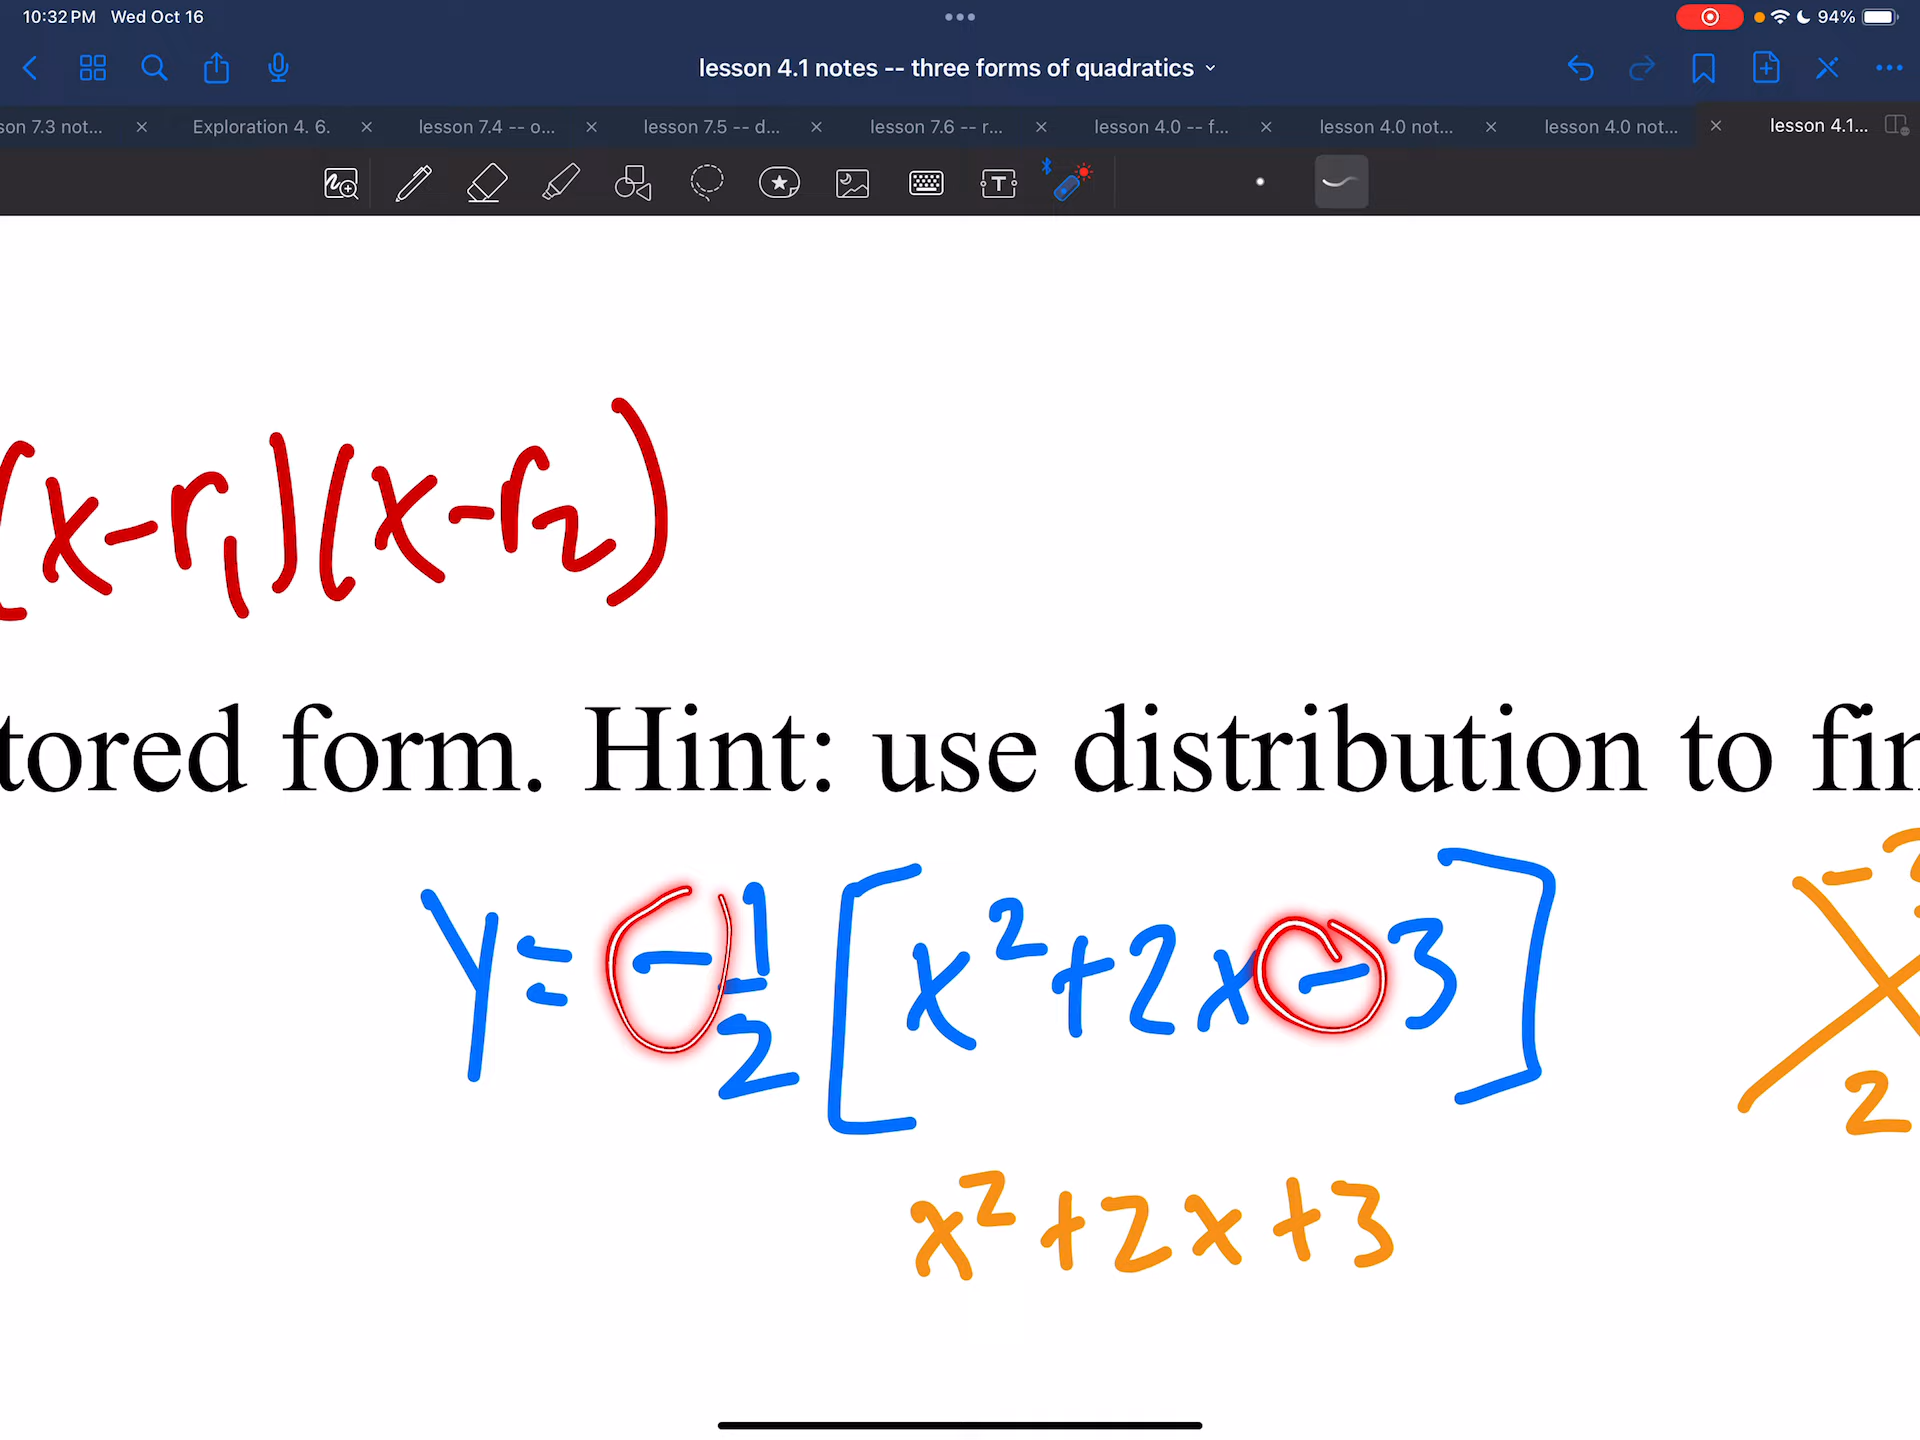 10:32 PM Wed Oct 16 94%
lesson 4.1 notes -- three forms of quadratics
son 7.3 not... Exploration 4. 6. lesson 7.4 -- o... lesson 7.5 -- d... lesson 7.6 -- r... lesson 4.0 -- f... lesson 4.0 not... lesson 4.0 not... lesson 4.1...
(x-r₁)(x-r₂)
tored form. Hint: use distribution to fin
y = -1/2 [x²+2x-3]
2
x²+2x+3